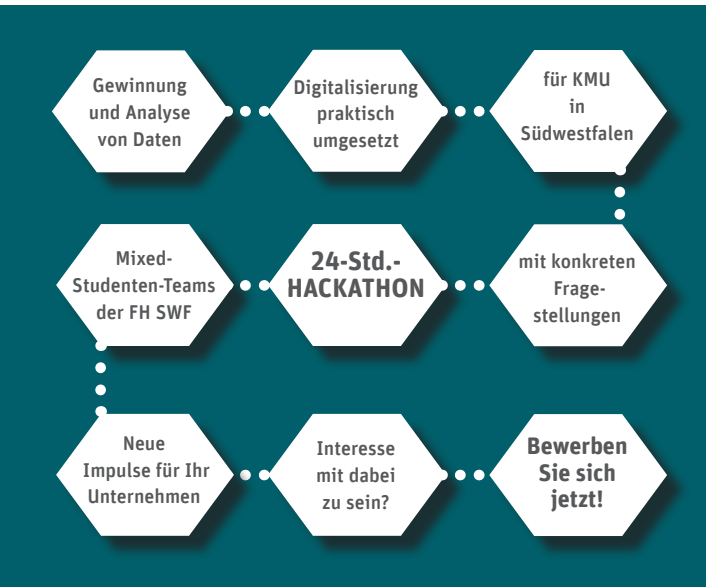 Gewinnung
und Analyse
von Daten
Digitalisierung
praktisch
umgesetzt
für KMU
in
Südwestfalen
mit konkreten
Frage-
stellungen
24-Std.-
HACKATHON
Mixed-
Studenten-Teams
der FH SWF
Neue
Impulse für Ihr
Unternehmen
Interesse
mit dabei
zu sein?
Bewerben
Sie sich
jetzt!